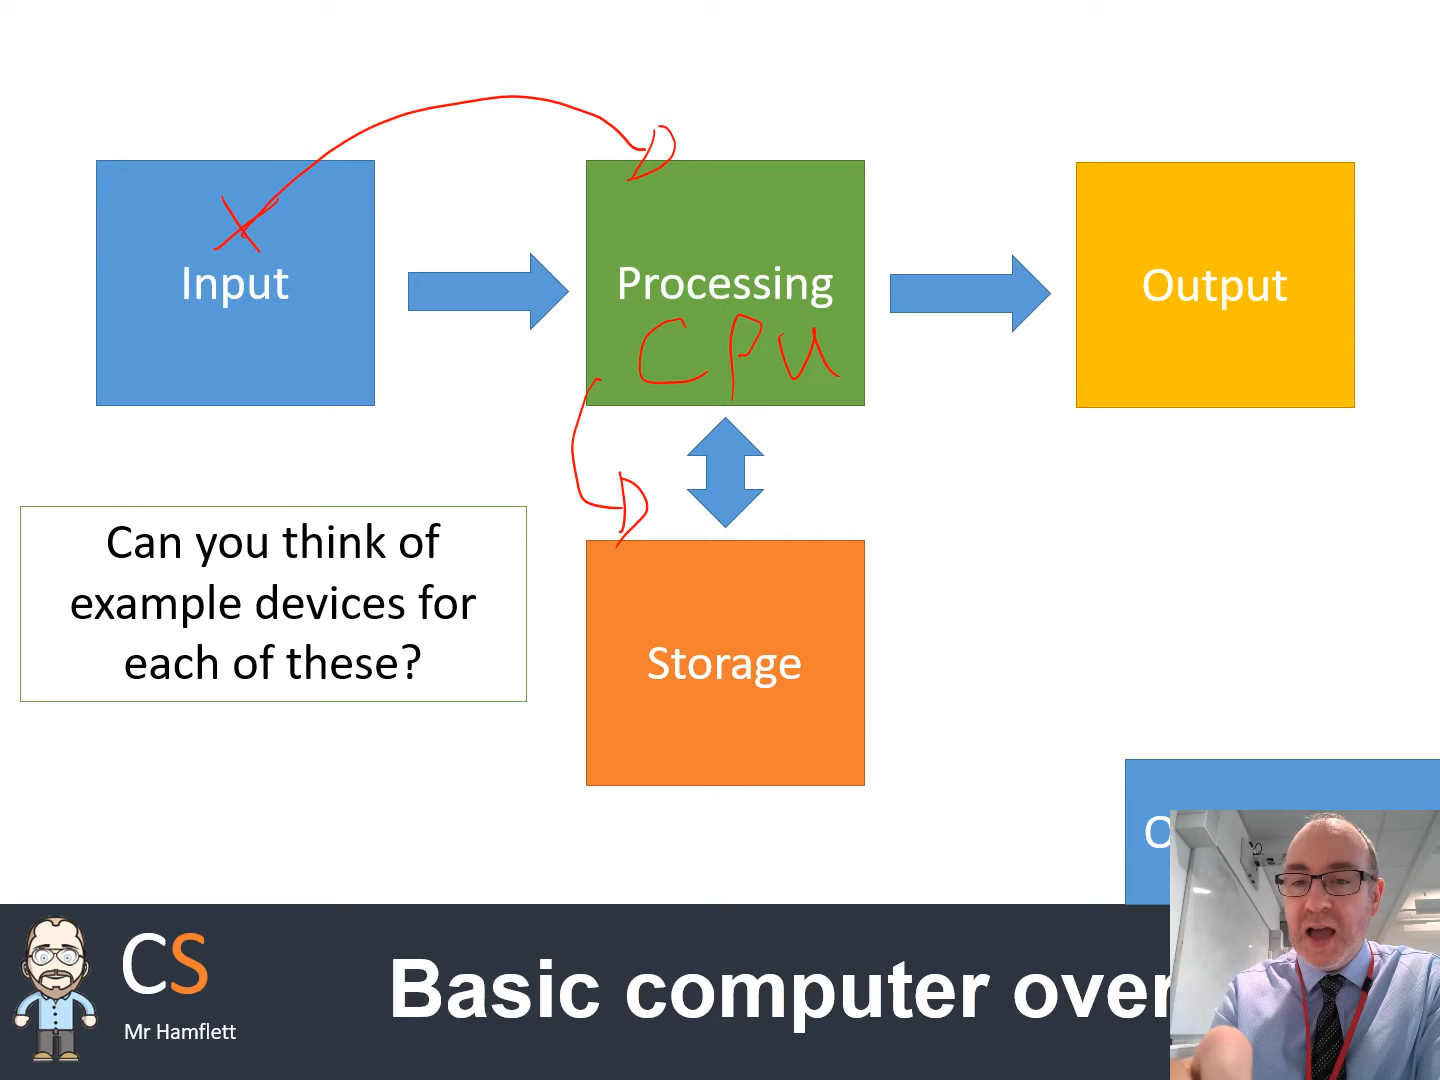 Input
Processing
CPU
Output
Can you think of
example devices for
each of these?
Storage
CS
Mr Hamflett
Basic computer